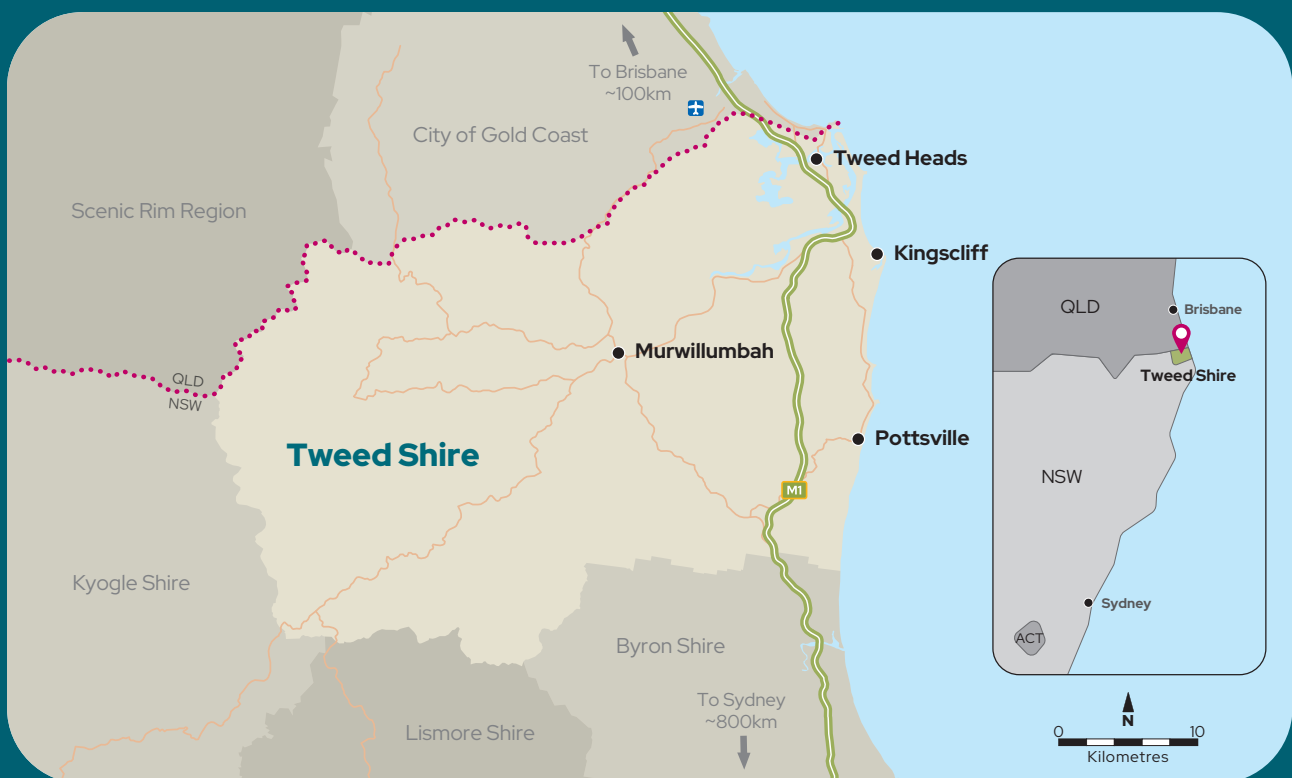 To Brisbane
~100km
City of Gold Coast
Tweed Heads
Scenic Rim Region
Kingscliff
Murwillumbah
QLD
NSW
Tweed Shire
Pottsville
M1
Kyogle Shire
Byron Shire
To Sydney
~800km
Lismore Shire
QLD
Brisbane
Tweed Shire
NSW
Sydney
ACT
N
0 10
Kilometres